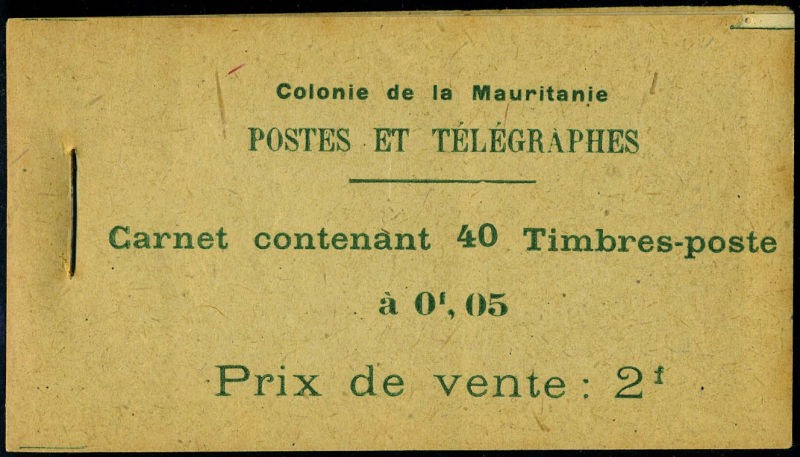 Colonie de la Mauritanie
POSTES ET TÉLÉGRAPHES
Carnet contenant 40 Timbres-poste
à 0f, 05
Prix de vente : 2f